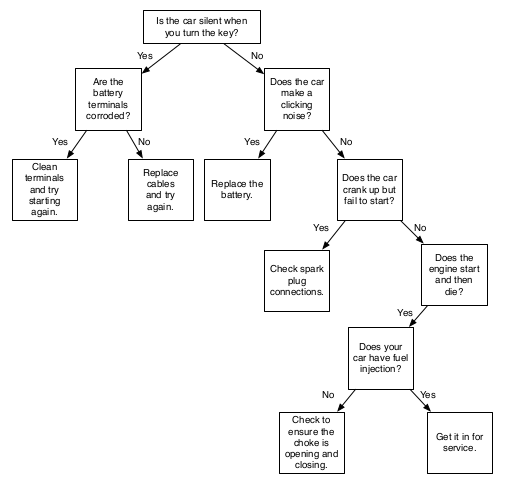 Is the car silent when
you turn the key?
Yes
No
Are the
battery
terminals
corroded?
Does the car
make a
clicking
noise?
Yes
No
Yes
No
Clean
terminals
and try
starting
again.
Replace
cables and
try
again.
Replace the
battery.
Does the car
crank up but
fail to start?
Yes
No
Check spark
plug
connections.
Does the
engine start
and then
die?
Yes
Does your
car have fuel
injection?
No
Yes
Check to
ensure the
choke is
opening and
closing.
Get it in for
service.